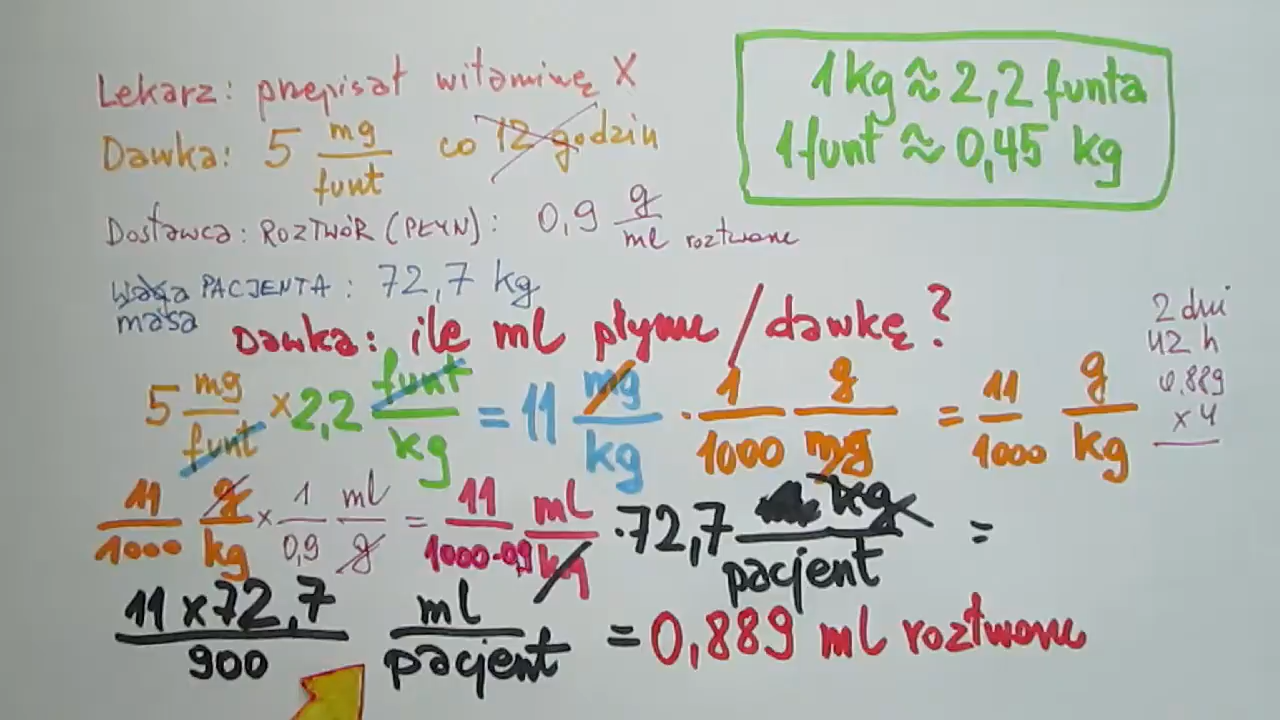 Lekarz: przepisał witaminę X
Dawka: 5 mg/funt co 12 godzin
Dostawca: ROZTWÓR (PŁYN): 0,9 g/ml roztworu
waga PACJENTA: 72,7 kg
masa
1 kg ≈ 2,2 funta
1 funt ≈ 0,45 kg
Dawka: ile ml płynu / dawkę?
5 mg/funt × 2,2 funt/kg = 11 mg/kg · 1/1000 g/mg = 11/1000 g/kg
11/1000 g/kg × 1/0,9 ml/g = 11/1000·0,9 ml/kg · 72,7 kg/pacjent =
11 × 72,7/900 ml/pacjent = 0,889 ml roztworu
2 dni
42 h
0,889
× 4